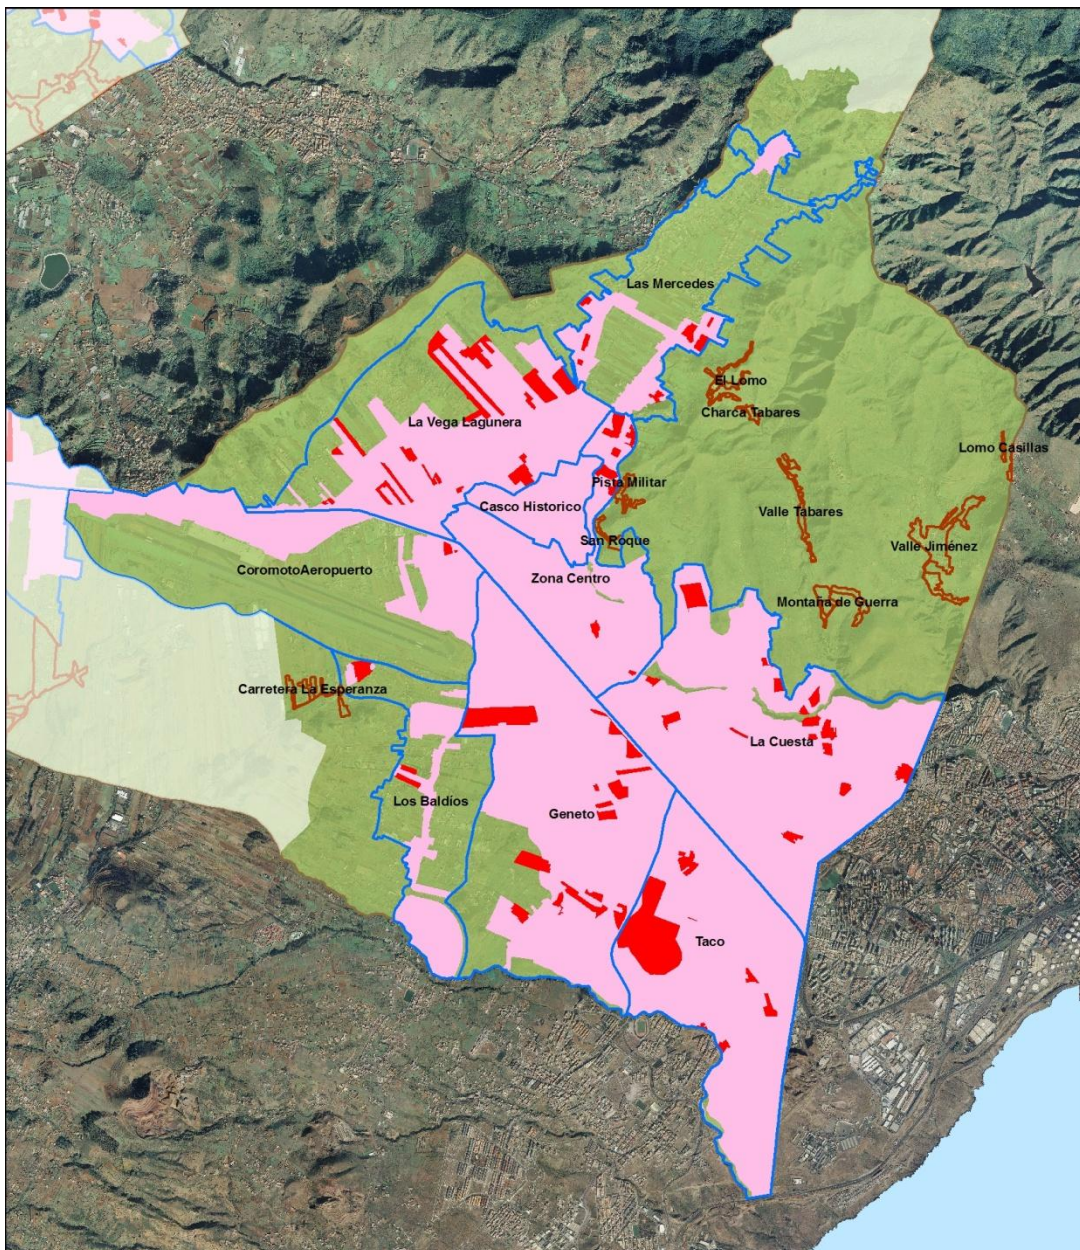 Las Mercedes
El Lomo
Charca Tabares
La Vega Lagunera
Lomo Casillas
Pista Militar
Casco Historico
Valle Tabares
San Roque
Valle Jiménez
CoromotoAeropuerto
Zona Centro
Montaña de Guerra
Carretera La Esperanza
La Cuesta
Los Baldíos
Geneto
Taco